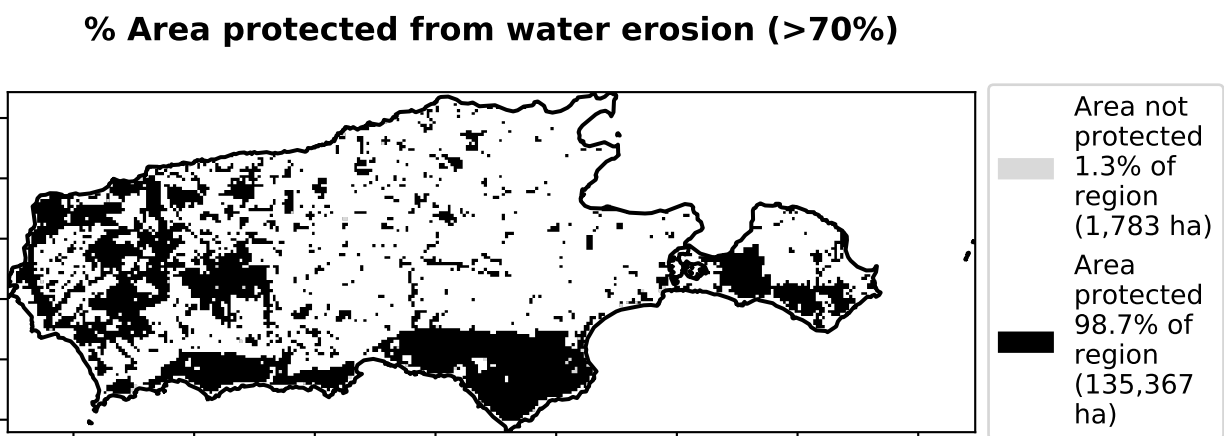 % Area protected from water erosion (>70%)
Area not
protected
1.3% of
region
(1,783 ha)
Area
protected
98.7% of
region
(135,367
ha)